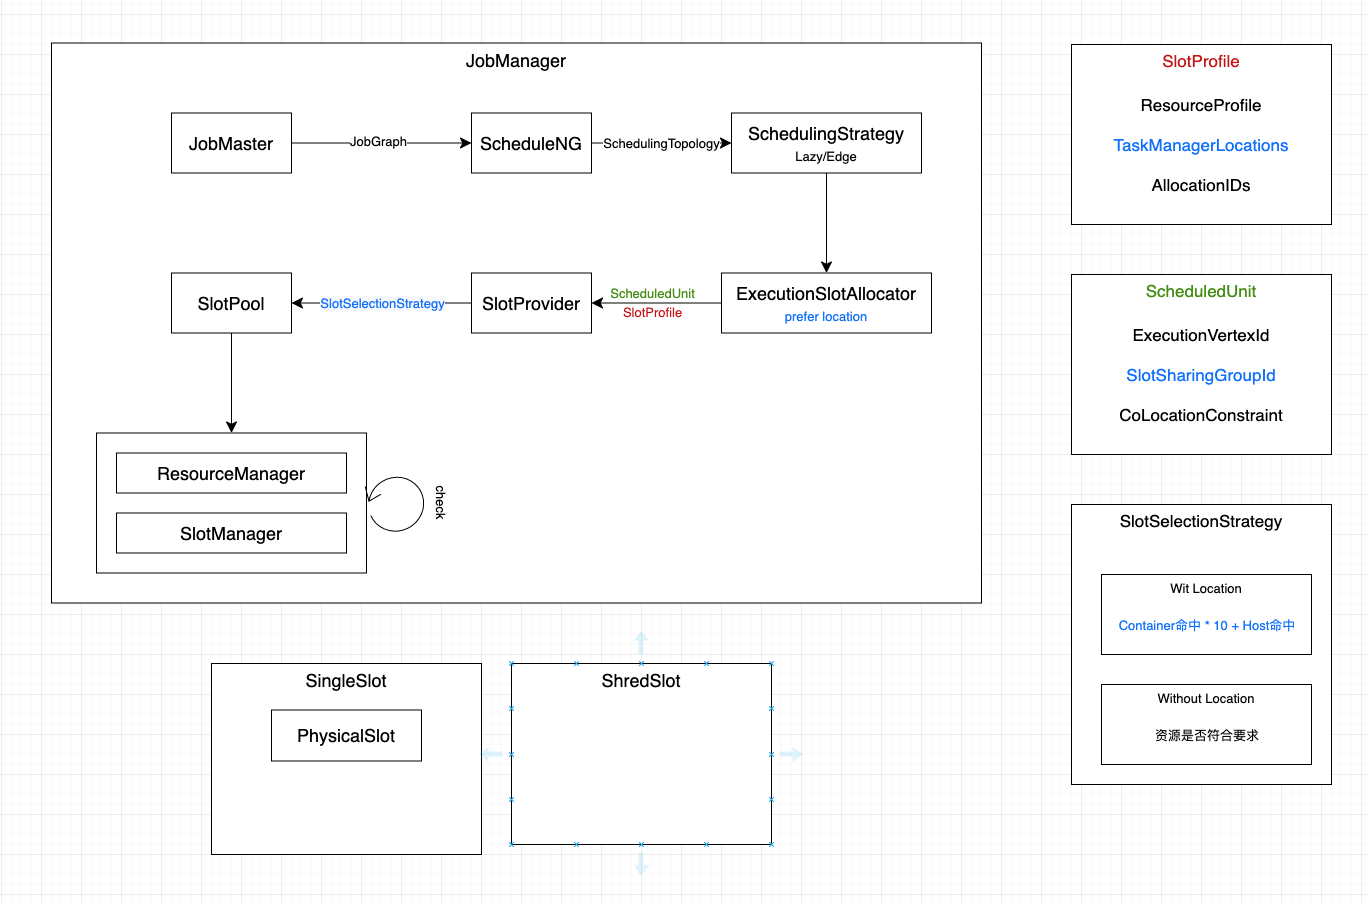 JobManager
JobMaster
JobGraph
ScheduleNG
SchedulingTopology
SchedulingStrategy
Lazy/Edge
SlotPool
SlotSelectionStrategy
SlotProvider
ScheduledUnit
SlotProfile
ExecutionSlotAllocator
prefer location
ResourceManager
SlotManager
check
SingleSlot
PhysicalSlot
ShredSlot
SlotProfile
ResourceProfile
TaskManagerLocations
AllocationIDs
ScheduledUnit
ExecutionVertexId
SlotSharingGroupId
CoLocationConstraint
SlotSelectionStrategy
Wit Location
Container命中 * 10 + Host命中
Without Location
资源是否符合要求